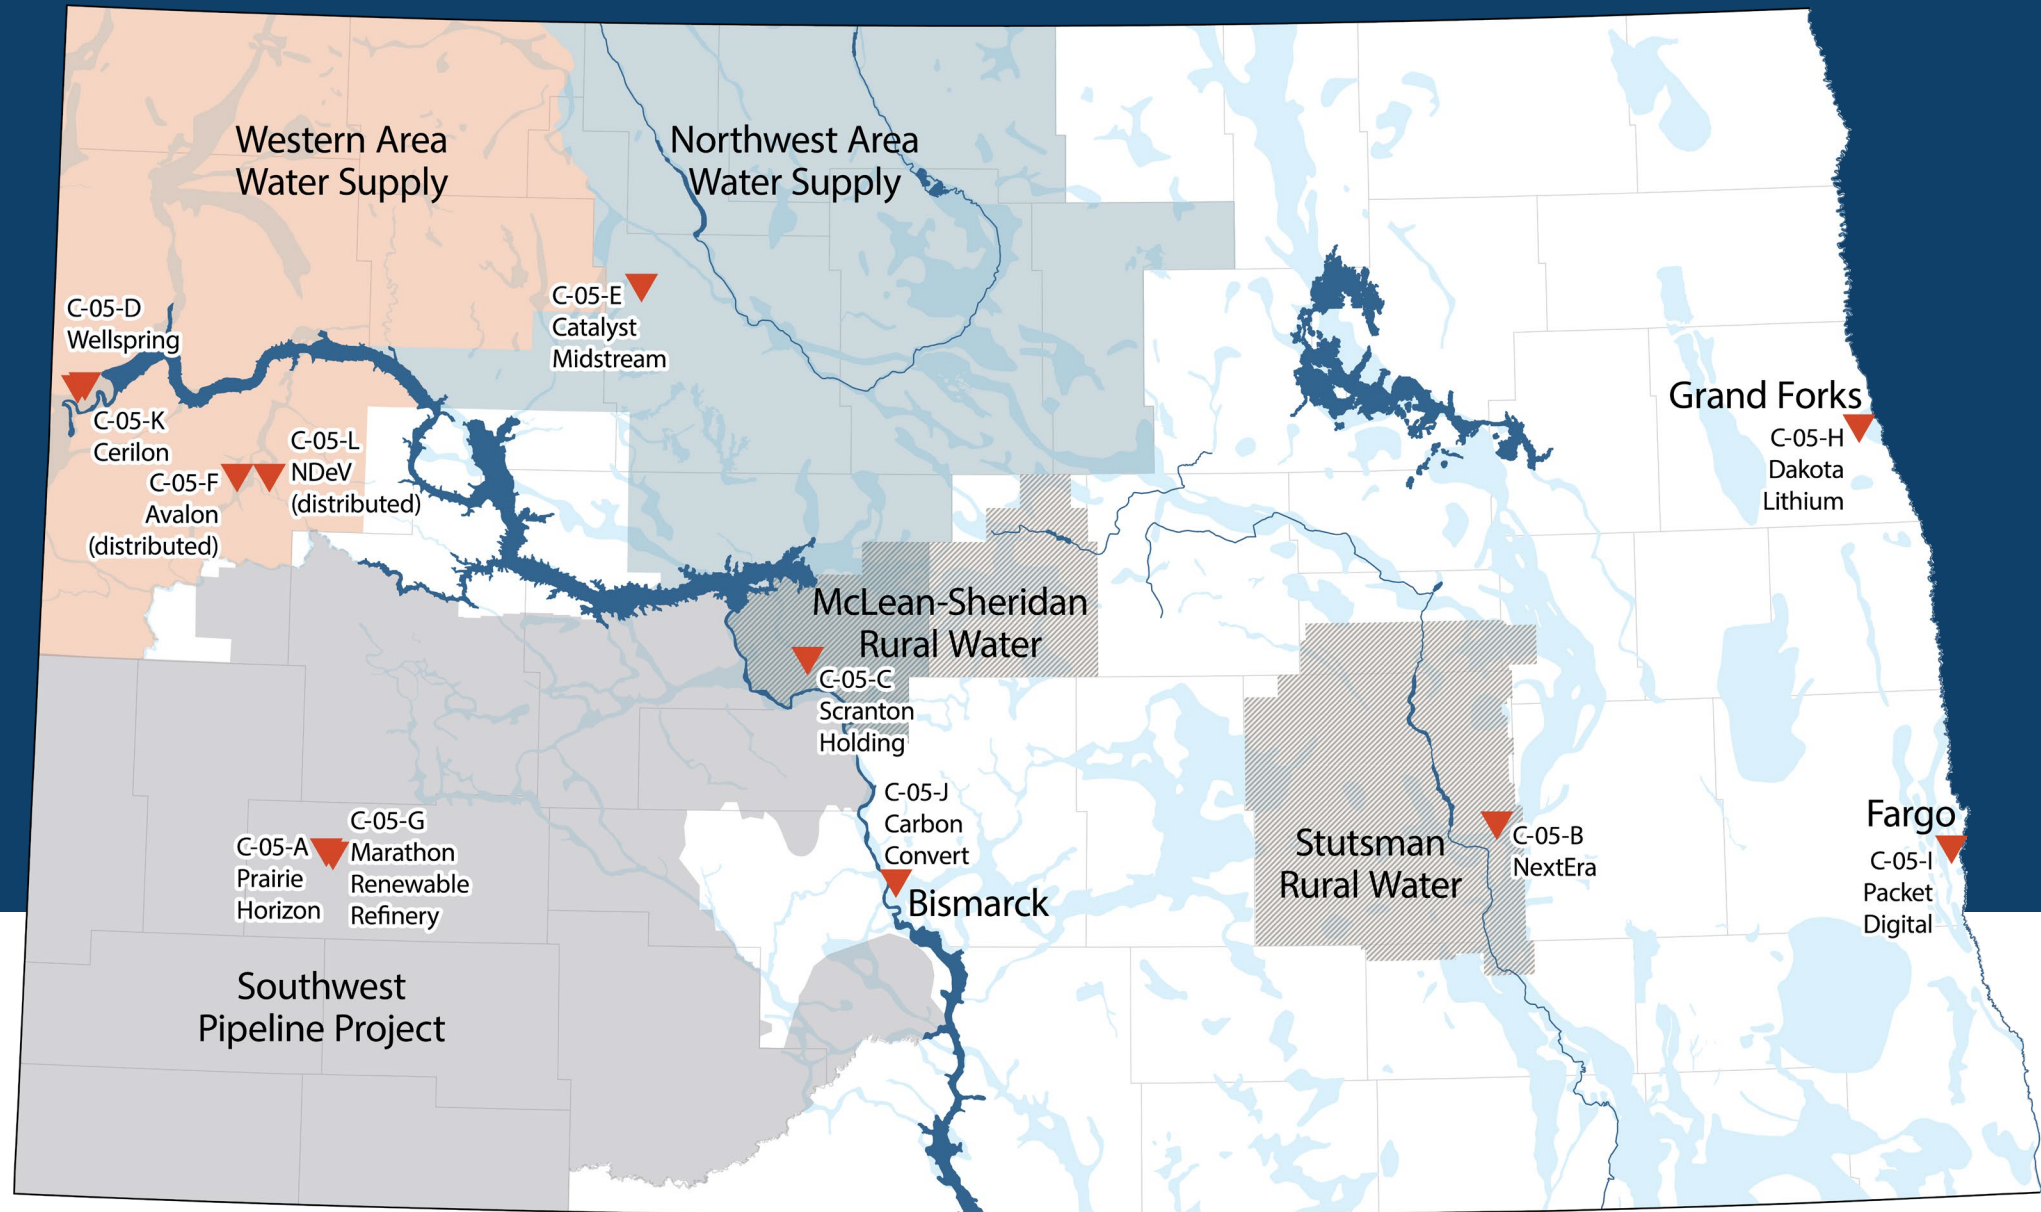 Western Area
Water Supply
Northwest Area
Water Supply
C-05-E
Catalyst
Midstream
C-05-D
Wellspring
C-05-K
Cerilon
C-05-F
Avalon
(distributed)
C-05-L
NDeV
(distributed)
Grand Forks
C-05-H
Dakota
Lithium
McLean-Sheridan
Rural Water
C-05-C
Scranton
Holding
C-05-J
Carbon
Convert
Bismarck
Stutsman
Rural Water
C-05-B
NextEra
Fargo
C-05-I
Packet
Digital
C-05-A
Prairie
Horizon
C-05-G
Marathon
Renewable
Refinery
Southwest
Pipeline Project